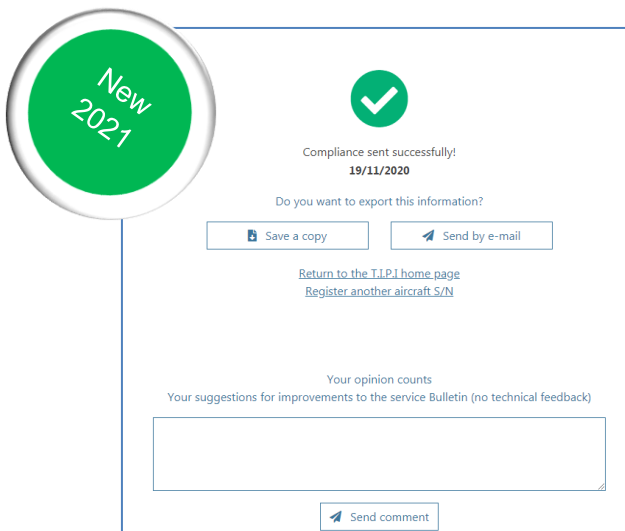 New
2021
Compliance sent successfully!
19/11/2020
Do you want to export this information?
Save a copy
Send by e-mail
Return to the T.I.P.I home page
Register another aircraft S/N
Your opinion counts
Your suggestions for improvements to the service Bulletin (no technical feedback)
Send comment